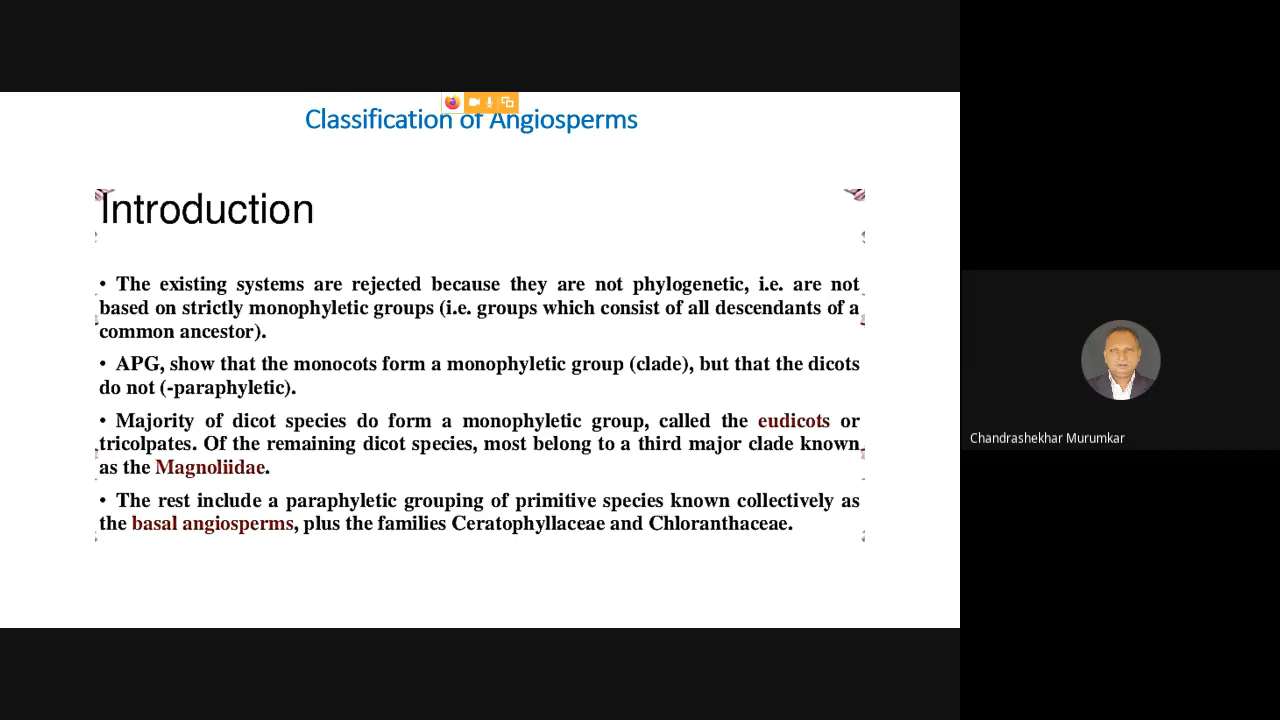 Classification of Angiosperms
Introduction
• The existing systems are rejected because they are not phylogenetic, i.e. are not
based on strictly monophyletic groups (i.e. groups which consist of all descendants of a
common ancestor).
• APG, show that the monocots form a monophyletic group (clade), but that the dicots
do not (-paraphyletic).
• Majority of dicot species do form a monophyletic group, called the eudicots or
tricolpates. Of the remaining dicot species, most belong to a third major clade known
as the Magnoliidae.
• The rest include a paraphyletic grouping of primitive species known collectively as
the basal angiosperms, plus the families Ceratophyllaceae and Chloranthaceae.
Chandrashekhar Murumkar